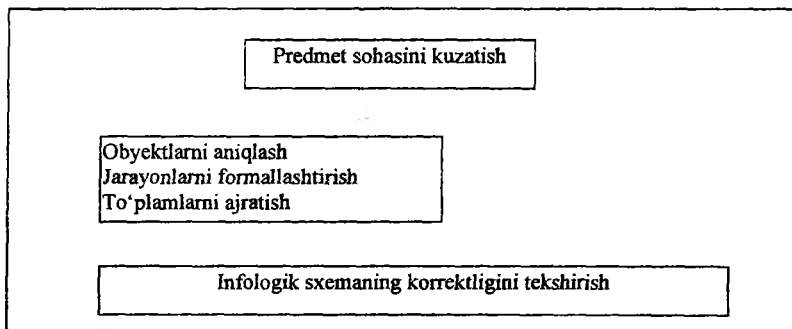 Predmet sohasini kuzatish
Obyektlarni aniqlash
Jarayonlarni formallashtirish
To‘plamlarni ajratish
Infologik sxemaning korrektligini tekshirish